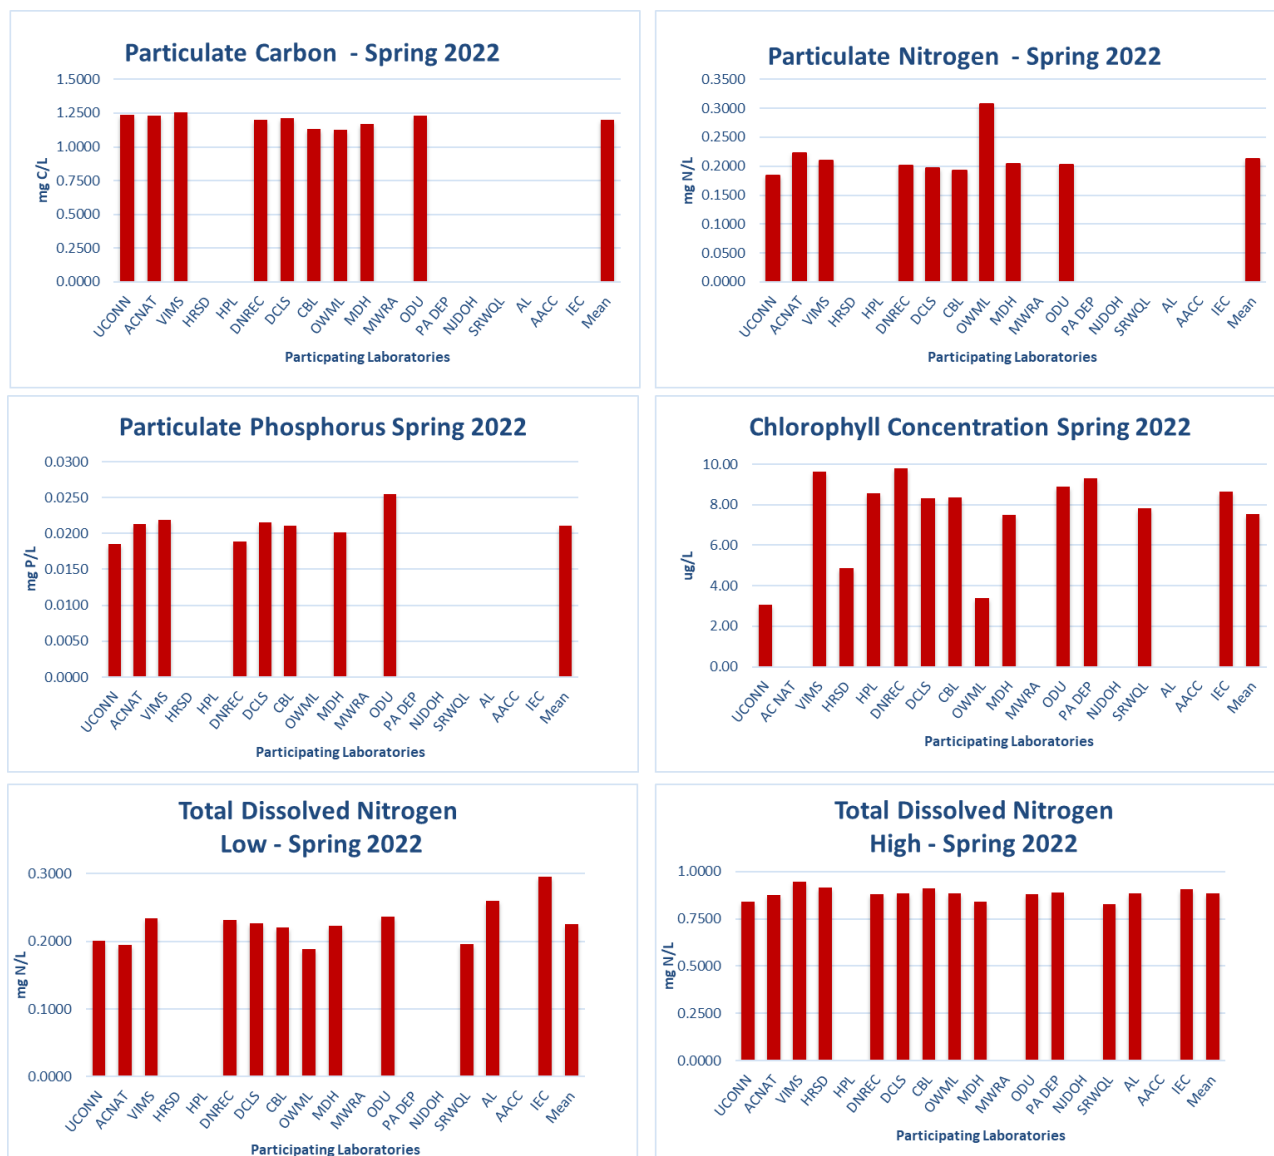 Particulate Carbon  - Spring 2022
1.5000
1.2500
1.0000
0.7500
0.5000
0.2500
0.0000
mg C/L
UCONN
ACNAT
VIMS
HRSD
HPL
DNREC
DCLS
CBL
OWML
MDH
MWRA
ODU
PA DEP
NJDOH
SRWQL
AL
AACC
IEC
Mean
Particpating Laboratories
Particulate Nitrogen  - Spring 2022
0.3500
0.3000
0.2500
0.2000
0.1500
0.1000
0.0500
0.0000
mg N/L
UCONN
ACNAT
VIMS
HRSD
HPL
DNREC
DCLS
CBL
OWML
MDH
MWRA
ODU
PA DEP
NJDOH
SRWQL
AL
AACC
IEC
Mean
Participating Laboratories
Particulate Phosphorus Spring 2022
0.0300
0.0250
0.0200
0.0150
0.0100
0.0050
0.0000
mg P/L
UCONN
ACNAT
VIMS
HRSD
HPL
DNREC
DCLS
CBL
OWML
MDH
MWRA
ODU
PA DEP
NJDOH
SRWQL
AL
AACC
IEC
Mean
Participating Laboratories
Chlorophyll Concentration Spring 2022
10.00
8.00
6.00
4.00
2.00
0.00
ug/L
UCONN
AC NAT
VIMS
HRSD
HPL
DNREC
DCLS
CBL
OWML
MDH
MWRA
ODU
PA DEP
NJDOH
SRWQL
AL
AACC
IEC
Mean
Participating Laboratories
Total Dissolved Nitrogen
Low - Spring 2022
0.3000
0.2000
0.1000
0.0000
mg N/L
UCONN
ACNAT
VIMS
HRSD
HPL
DNREC
DCLS
CBL
OWML
MDH
MWRA
ODU
PA DEP
NJDOH
SRWQL
AL
AACC
IEC
Mean
Participating Laboratories
Total Dissolved Nitrogen
High - Spring 2022
1.0000
0.7500
0.5000
0.2500
0.0000
mg N/L
UCONN
ACNAT
VIMS
HRSD
HPL
DNREC
DCLS
CBL
OWML
MDH
MWRA
ODU
PA DEP
NJDOH
SRWQL
AL
AACC
IEC
Mean
Participating Laboratories